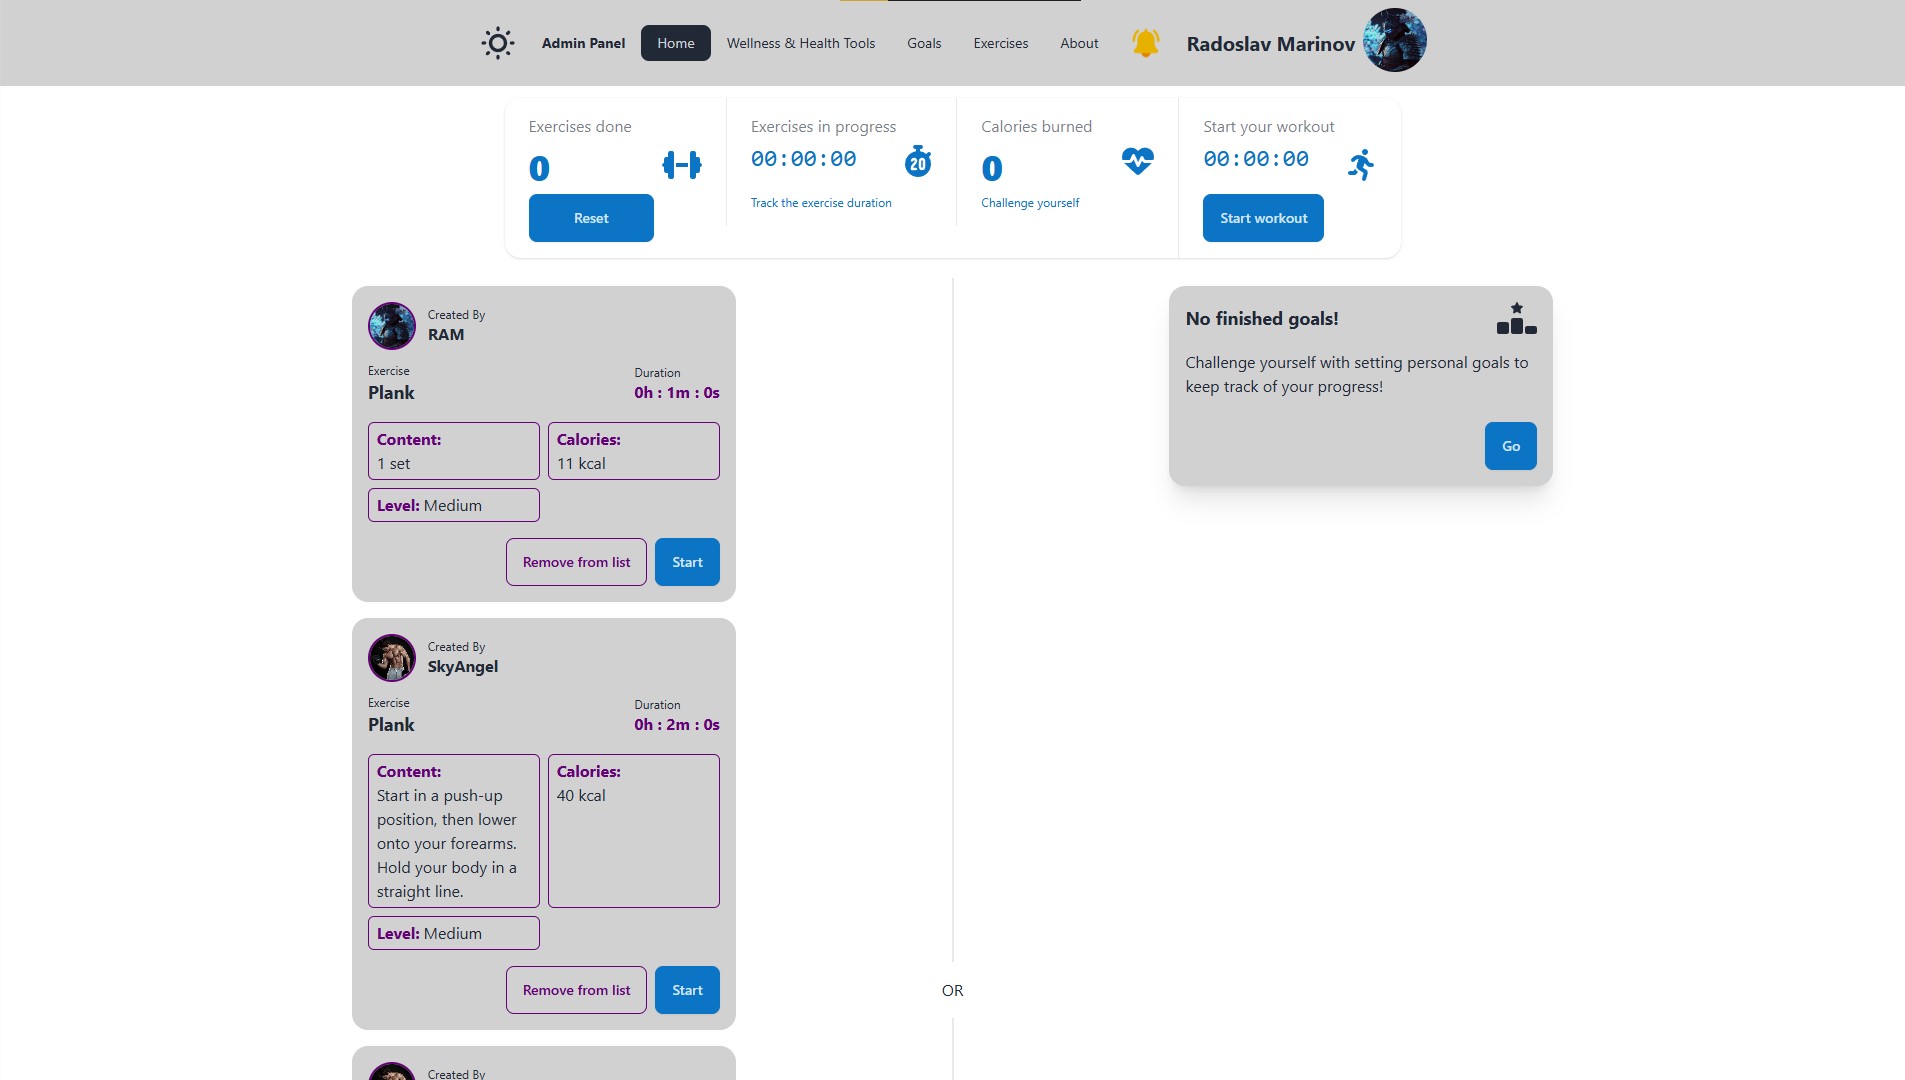 Admin Panel
Home
Wellness & Health Tools
Goals
Exercises
About
Radoslav Marinov
Exercises done
0
Reset
Exercises in progress
00:00:00
20
Track the exercise duration
Calories burned
0
Challenge yourself
Start your workout
00:00:00
Start workout
Created By
RAM
Exercise
Plank
Duration
0h : 1m : 0s
Content:
1 set
Calories:
11 kcal
Level: Medium
Remove from list
Start
Created By
SkyAngel
Exercise
Plank
Duration
0h : 2m : 0s
Content:
Start in a push-up
position, then lower
onto your forearms.
Hold your body in a
straight line.
Calories:
40 kcal
Level: Medium
Remove from list
Start
Created By
OR
No finished goals!
Challenge yourself with setting personal goals to
keep track of your progress!
Go